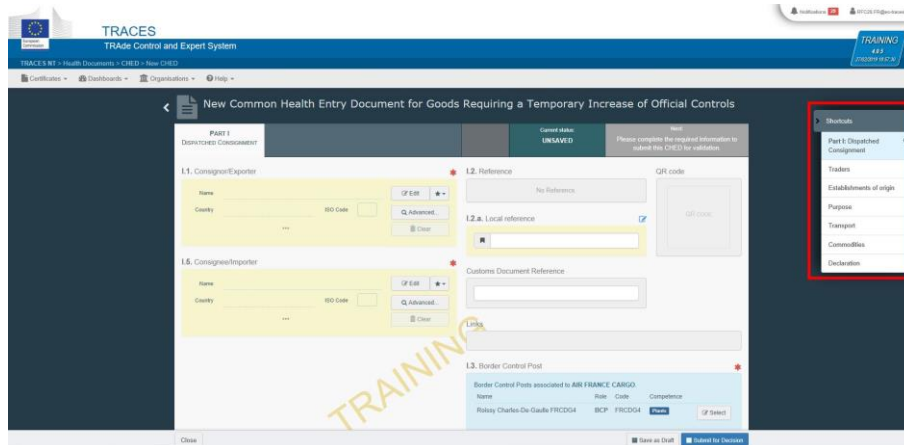 Notifications
European
Commission
TRACES
TRAde Control and Expert System
TRAINING
TRACES NT > Health Documents > CHED > New CHED
Certificates
Dashboards
Organisations
Help
New Common Health Entry Document for Goods Requiring a Temporary Increase of Official Controls
PART I
DISPATCHED CONSIGNMENT
Current status:
UNSAVED
Next:
Please complete the required information to
submit this CHED for validation
Shortcuts
Part I: Dispatched
Consignment
Traders
Establishments of origin
Purpose
Transport
Commodities
Declaration
I.1. Consignor/Exporter
Name
Edit
Country
ISO Code
Advanced...
Clear
I.2. Reference
No Reference
QR code
QR code
I.2.a. Local reference
I.5. Consignee/Importer
Name
Edit
Country
ISO Code
Advanced...
Clear
Customs Document Reference
Links
I.3. Border Control Post
Border Control Posts associated to AIR FRANCE CARGO.
Name Role Code Competence
Roissy Charles-De-Gaulle FRCDG4 BCP FRCDG4 Plants Select
TRAINING
Close
Save as Draft
Submit for Decision